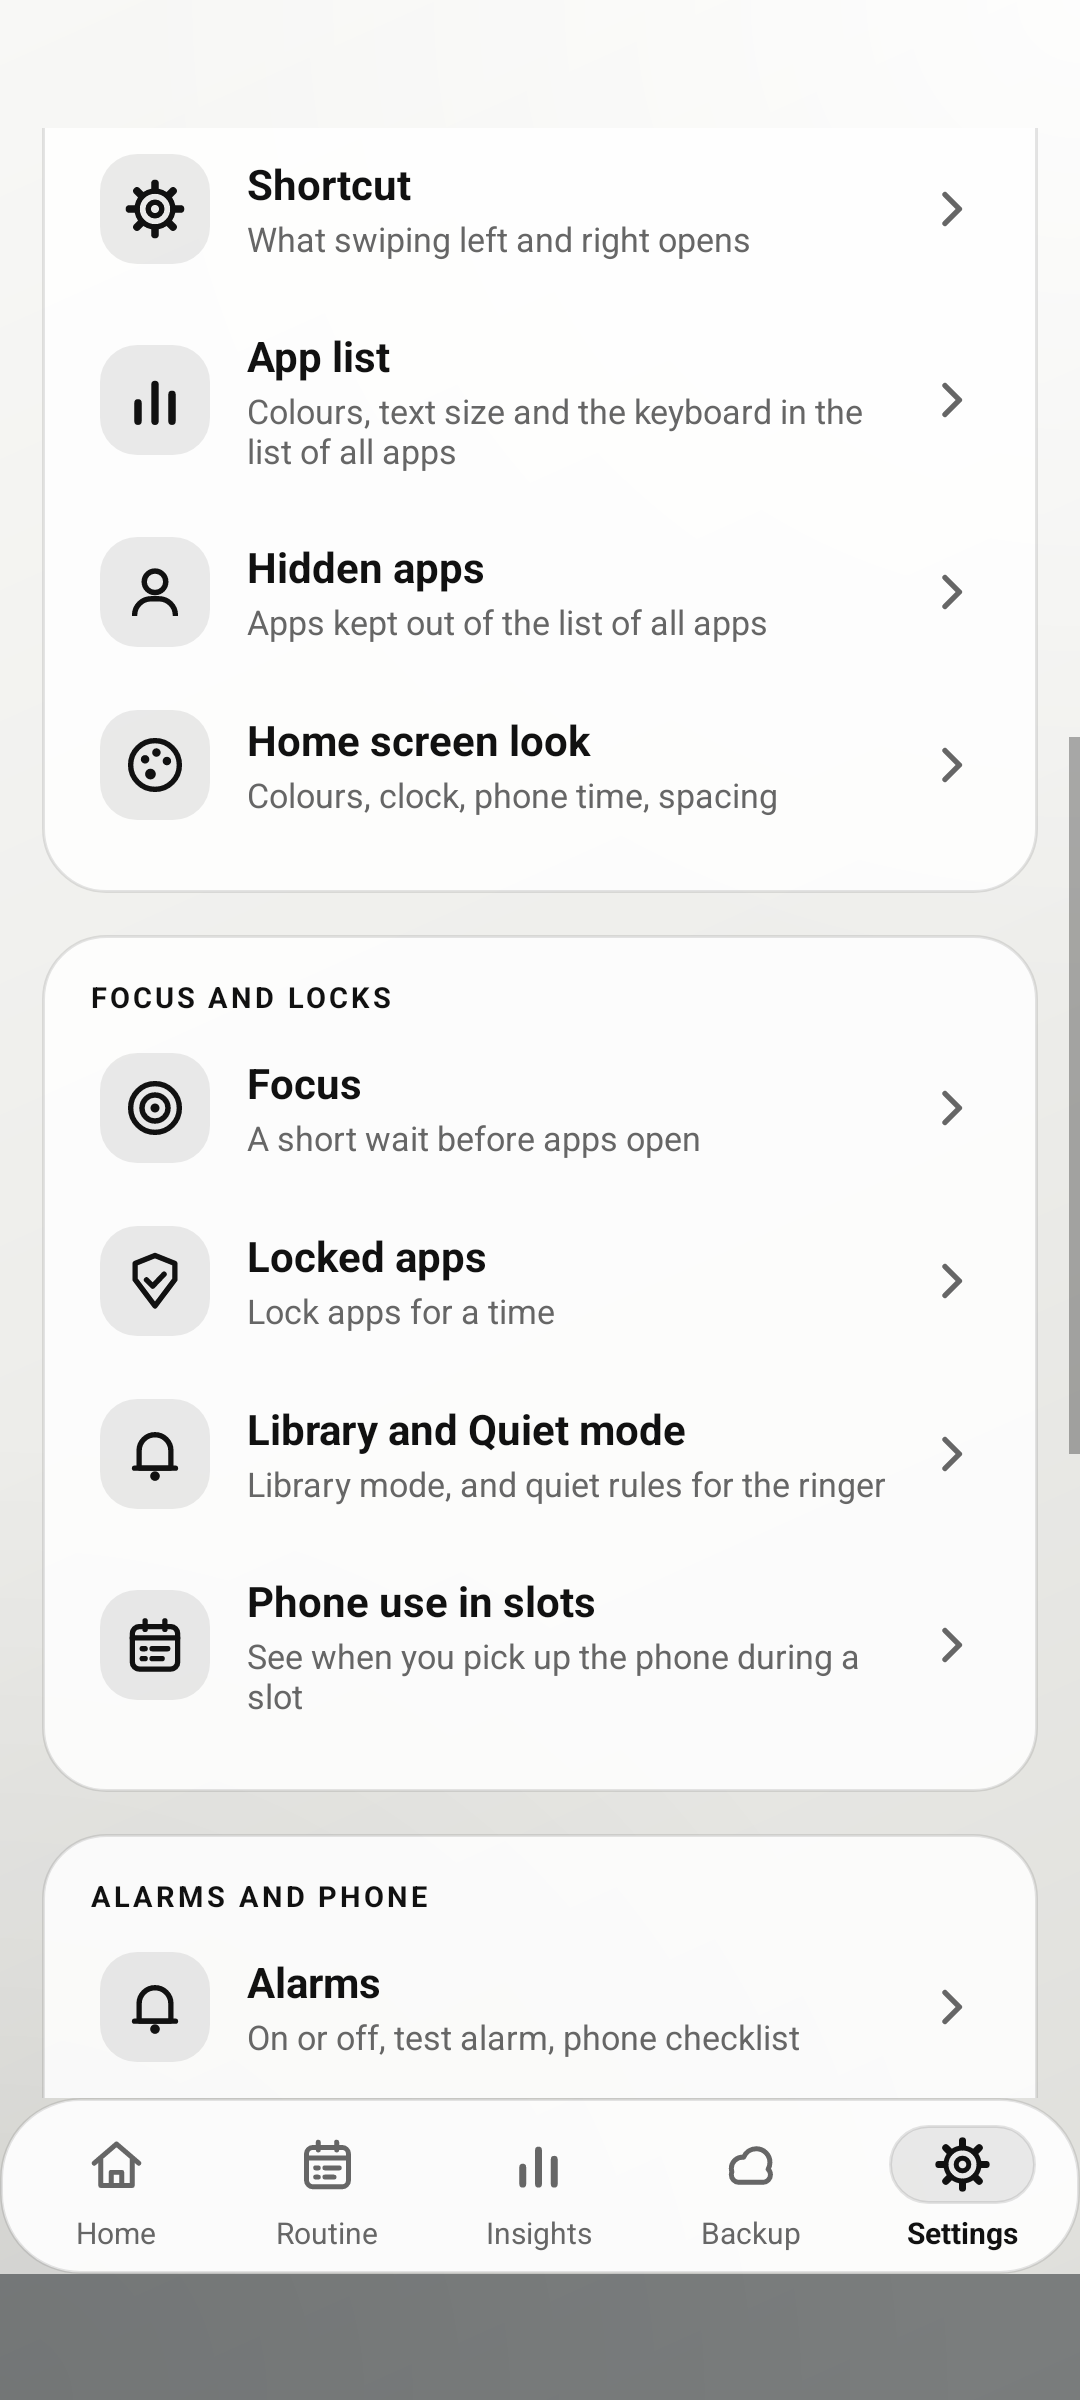 Shortcut
What swiping left and right opens
App list
Colours, text size and the keyboard in the
list of all apps
Hidden apps
Apps kept out of the list of all apps
Home screen look
Colours, clock, phone time, spacing
FOCUS AND LOCKS
Focus
A short wait before apps open
Locked apps
Lock apps for a time
Library and Quiet mode
Library mode, and quiet rules for the ringer
Phone use in slots
See when you pick up the phone during a
slot
ALARMS AND PHONE
Alarms
On or off, test alarm, phone checklist
Home Routine Insights Backup Settings